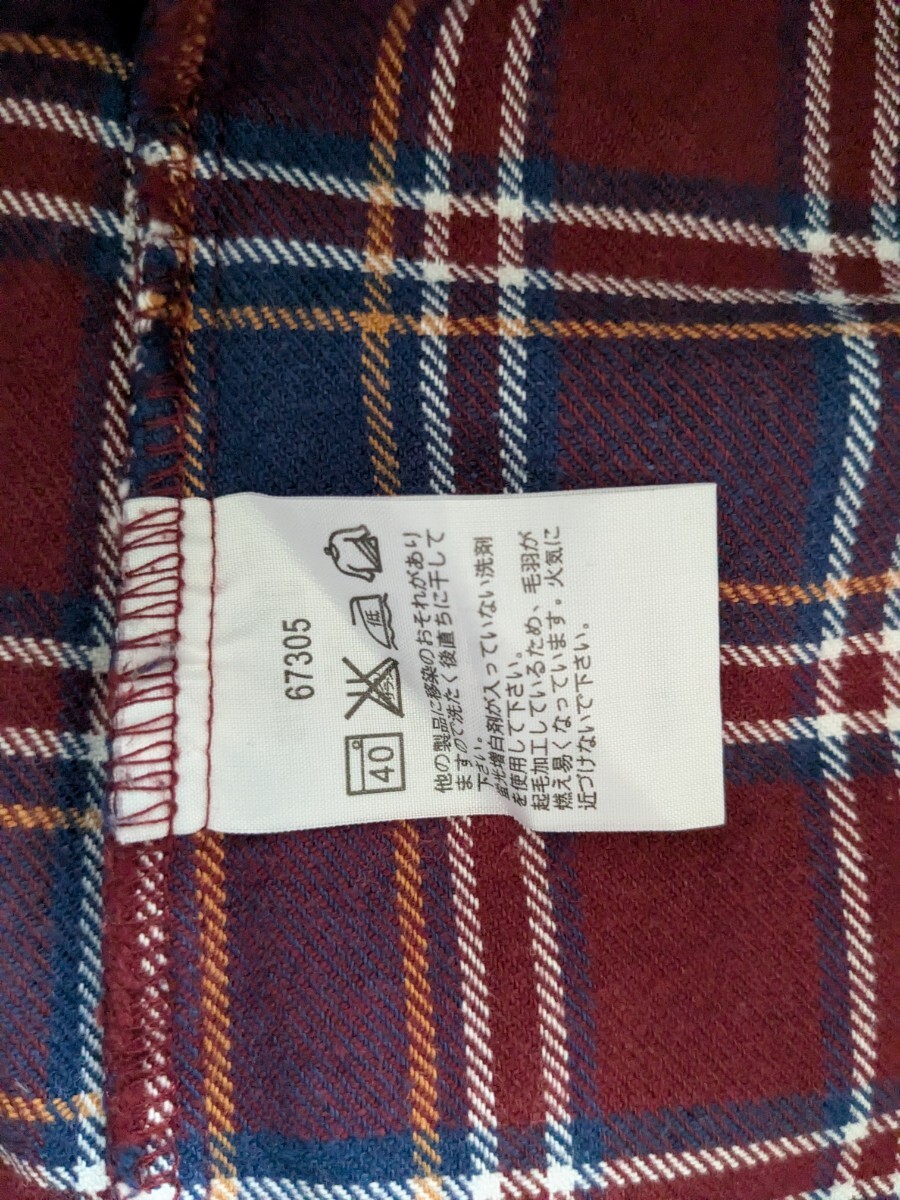 67305
40
低
他の製品に移染のおそれがあり
ますので洗たく後直ちに干して
下さい。
蛍光増白剤が入っていない洗剤
を使用して下さい。
起毛加工しているため、毛羽が
燃え易くなっています。火気に
近づけないで下さい。